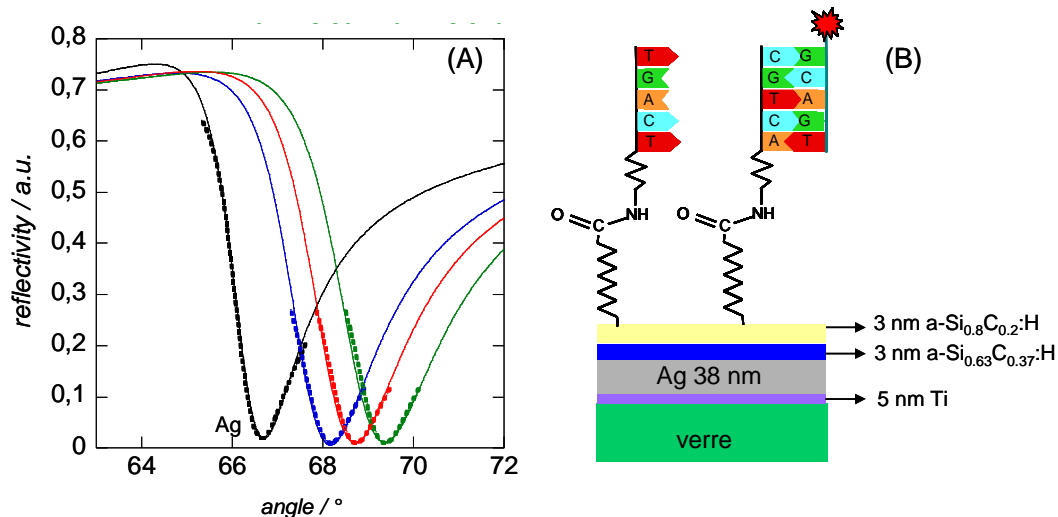 (A)
0,8
0,7
0,6
0,5
0,4
0,3
0,2
0,1
0
reflectivity / a.u.
Ag
64 66 68 70 72
angle / °
(B)
T
G
A
C
T
C G
G C
T A
C G
A T
O C NH
O C NH
3 nm a-Si0.8C0.2:H
3 nm a-Si0.63C0.37:H
Ag 38 nm
5 nm Ti
verre